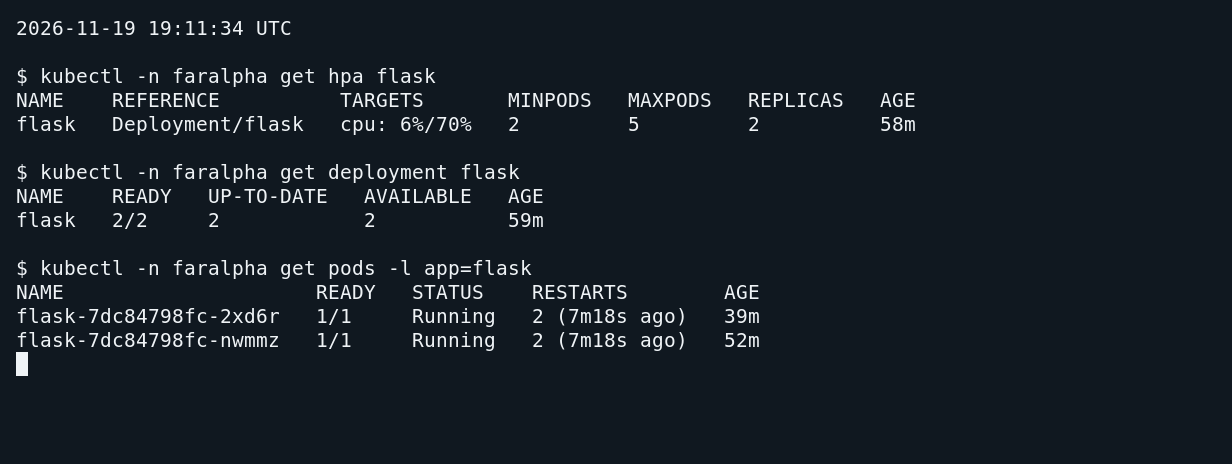 2026-11-19 19:11:34 UTC
$ kubectl -n faralpha get hpa flask
NAME    REFERENCE          TARGETS       MINPODS   MAXPODS   REPLICAS   AGE
flask   Deployment/flask   cpu: 6%/70%   2         5         2          58m
$ kubectl -n faralpha get deployment flask
NAME    READY   UP-TO-DATE   AVAILABLE   AGE
flask   2/2     2            2           59m
$ kubectl -n faralpha get pods -l app=flask
NAME                     READY   STATUS    RESTARTS        AGE
flask-7dc84798fc-2xd6r   1/1     Running   2 (7m18s ago)   39m
flask-7dc84798fc-nwmmz   1/1     Running   2 (7m18s ago)   52m